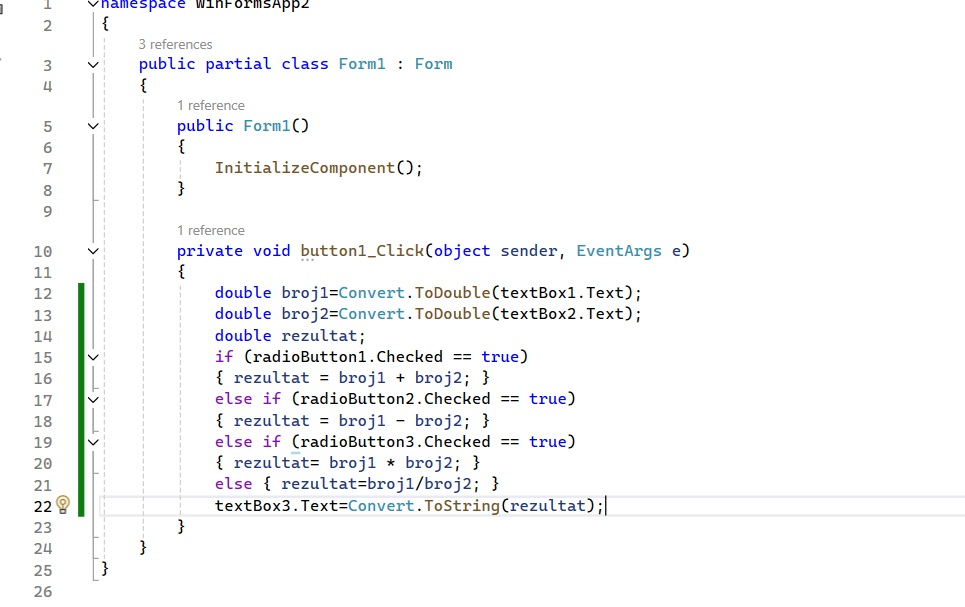 1 namespace WinFormsApp2
2 {
3 references
3 public partial class Form1 : Form
4 {
1 reference
5 public Form1()
6 {
7 InitializeComponent();
8 }
9
1 reference
10 private void button1_Click(object sender, EventArgs e)
11 {
12 double broj1=Convert.ToDouble(textBox1.Text);
13 double broj2=Convert.ToDouble(textBox2.Text);
14 double rezultat;
15 if (radioButton1.Checked == true)
16 { rezultat = broj1 + broj2; }
17 else if (radioButton2.Checked == true)
18 { rezultat = broj1 - broj2; }
19 else if (radioButton3.Checked == true)
20 { rezultat= broj1 * broj2; }
21 else { rezultat=broj1/broj2; }
22 textBox3.Text=Convert.ToString(rezultat);
23 }
24 }
25 }
26